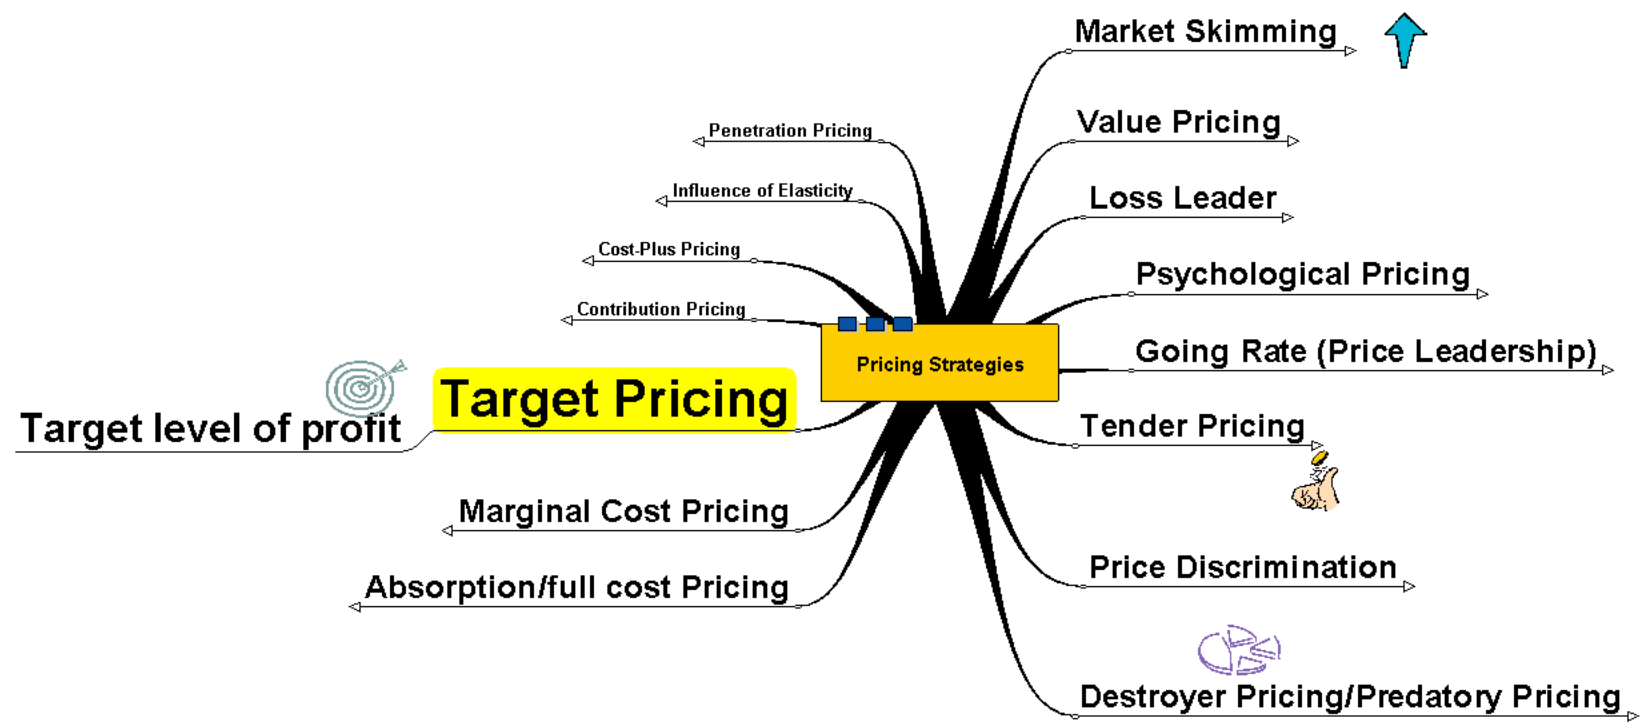 Market Skimming
Value Pricing
Loss Leader
Psychological Pricing
Going Rate (Price Leadership)
Tender Pricing
Price Discrimination
Destroyer Pricing/Predatory Pricing
Pricing Strategies
Penetration Pricing
Influence of Elasticity
Cost-Plus Pricing
Contribution Pricing
Target Pricing
Target level of profit
Marginal Cost Pricing
Absorption/full cost Pricing